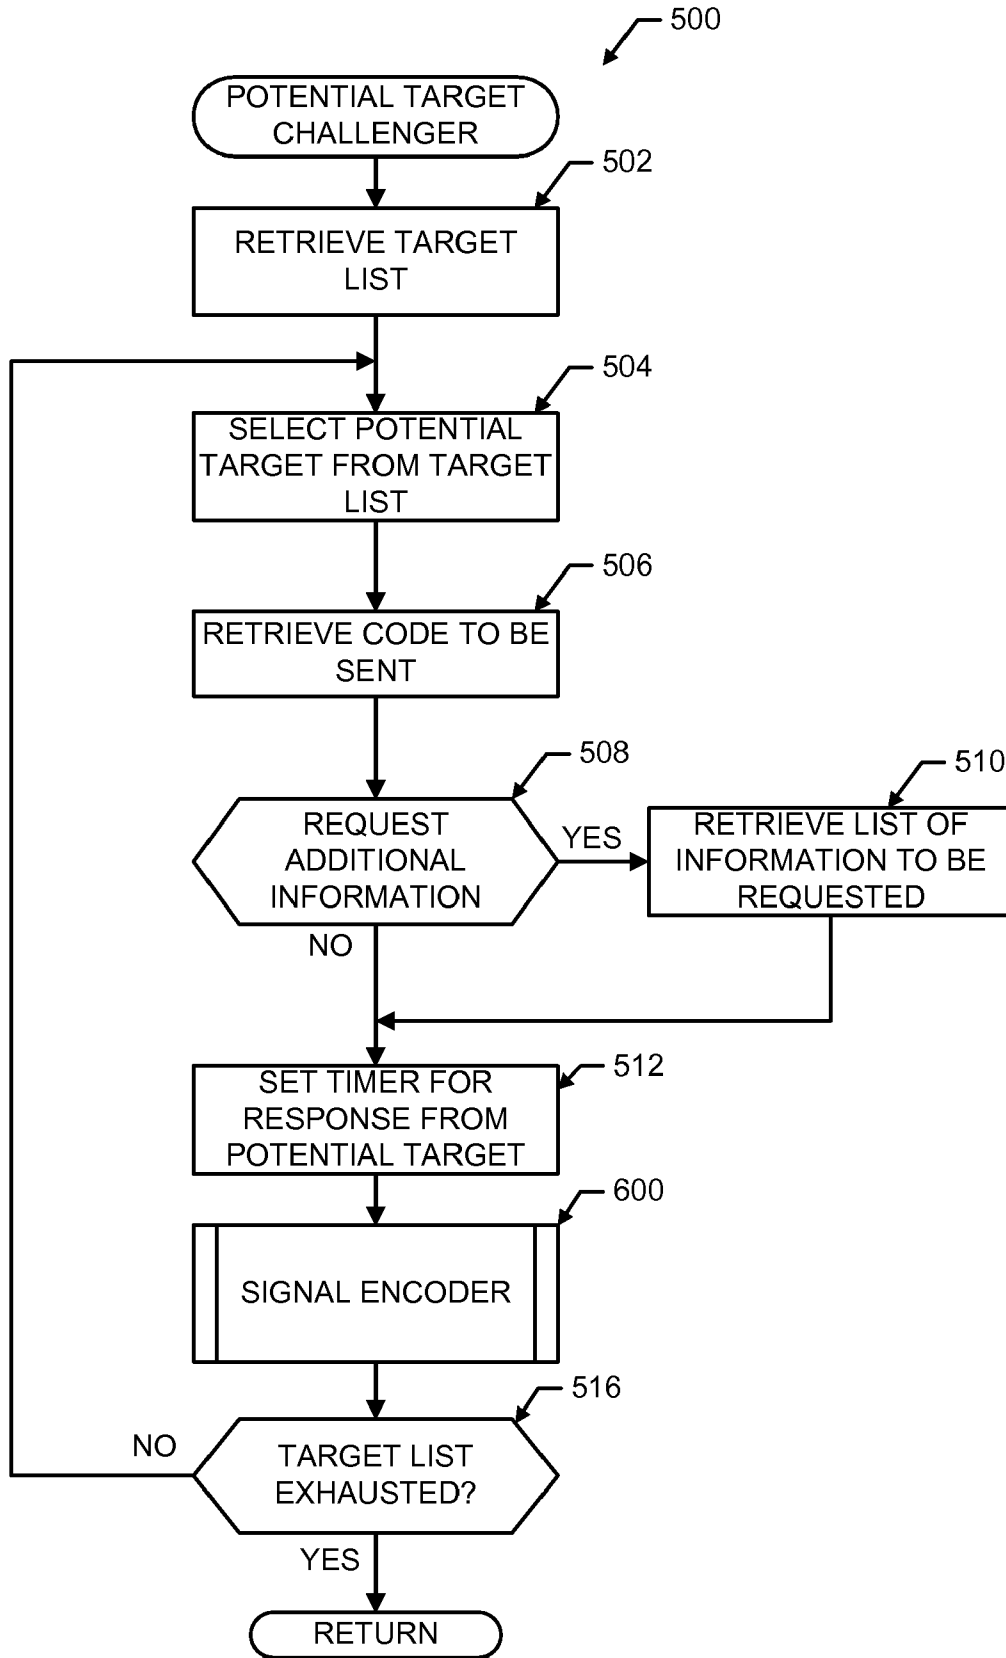 500
POTENTIAL TARGET
CHALLENGER
502
RETRIEVE TARGET
LIST
504
SELECT POTENTIAL
TARGET FROM TARGET
LIST
506
RETRIEVE CODE TO BE
SENT
508
REQUEST
ADDITIONAL
INFORMATION
YES
510
RETRIEVE LIST OF
INFORMATION TO BE
REQUESTED
NO
512
SET TIMER FOR
RESPONSE FROM
POTENTIAL TARGET
600
SIGNAL ENCODER
516
NO
TARGET LIST
EXHAUSTED?
YES
RETURN